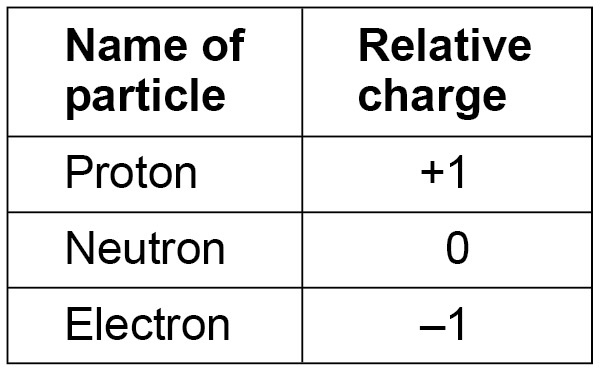 Name of particle Relative charge
Proton +1
Neutron 0
Electron –1